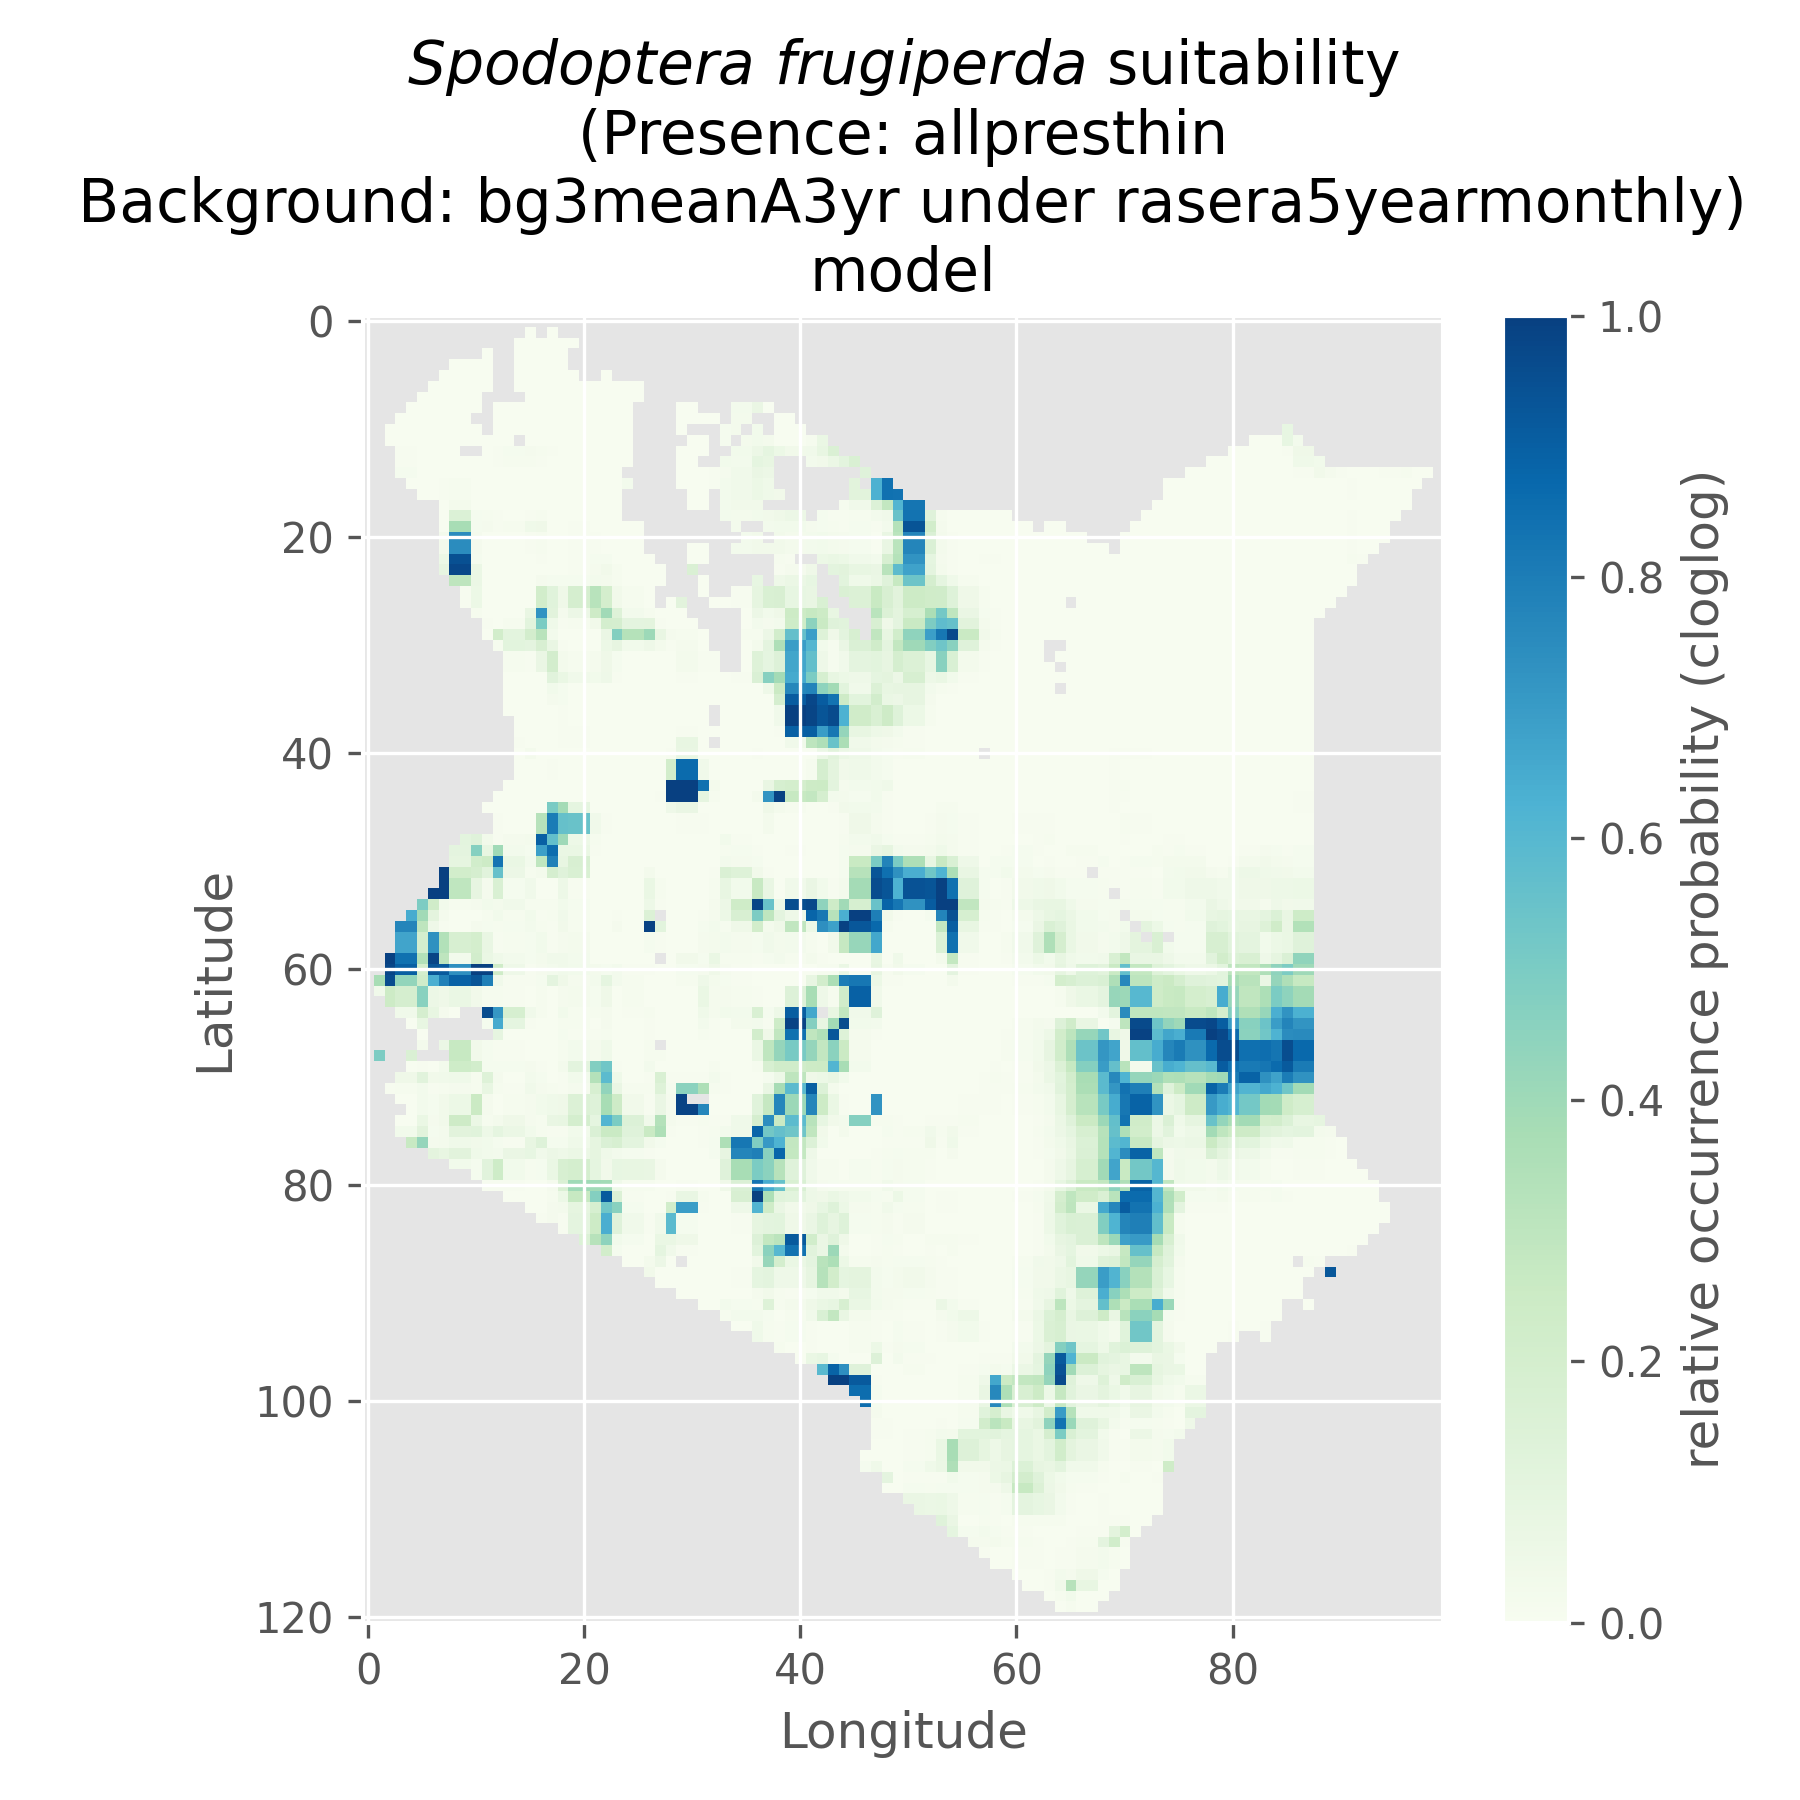 Spodoptera frugiperda suitability
(Presence: allpresthin
Background: bg3meanA3yr under rasera5yearmonthly)
model
0
20
40
60
80
100
120
Latitude
0
20
40
60
80
Longitude
1.0
0.8
0.6
0.4
0.2
0.0
relative occurrence probability (cloglog)